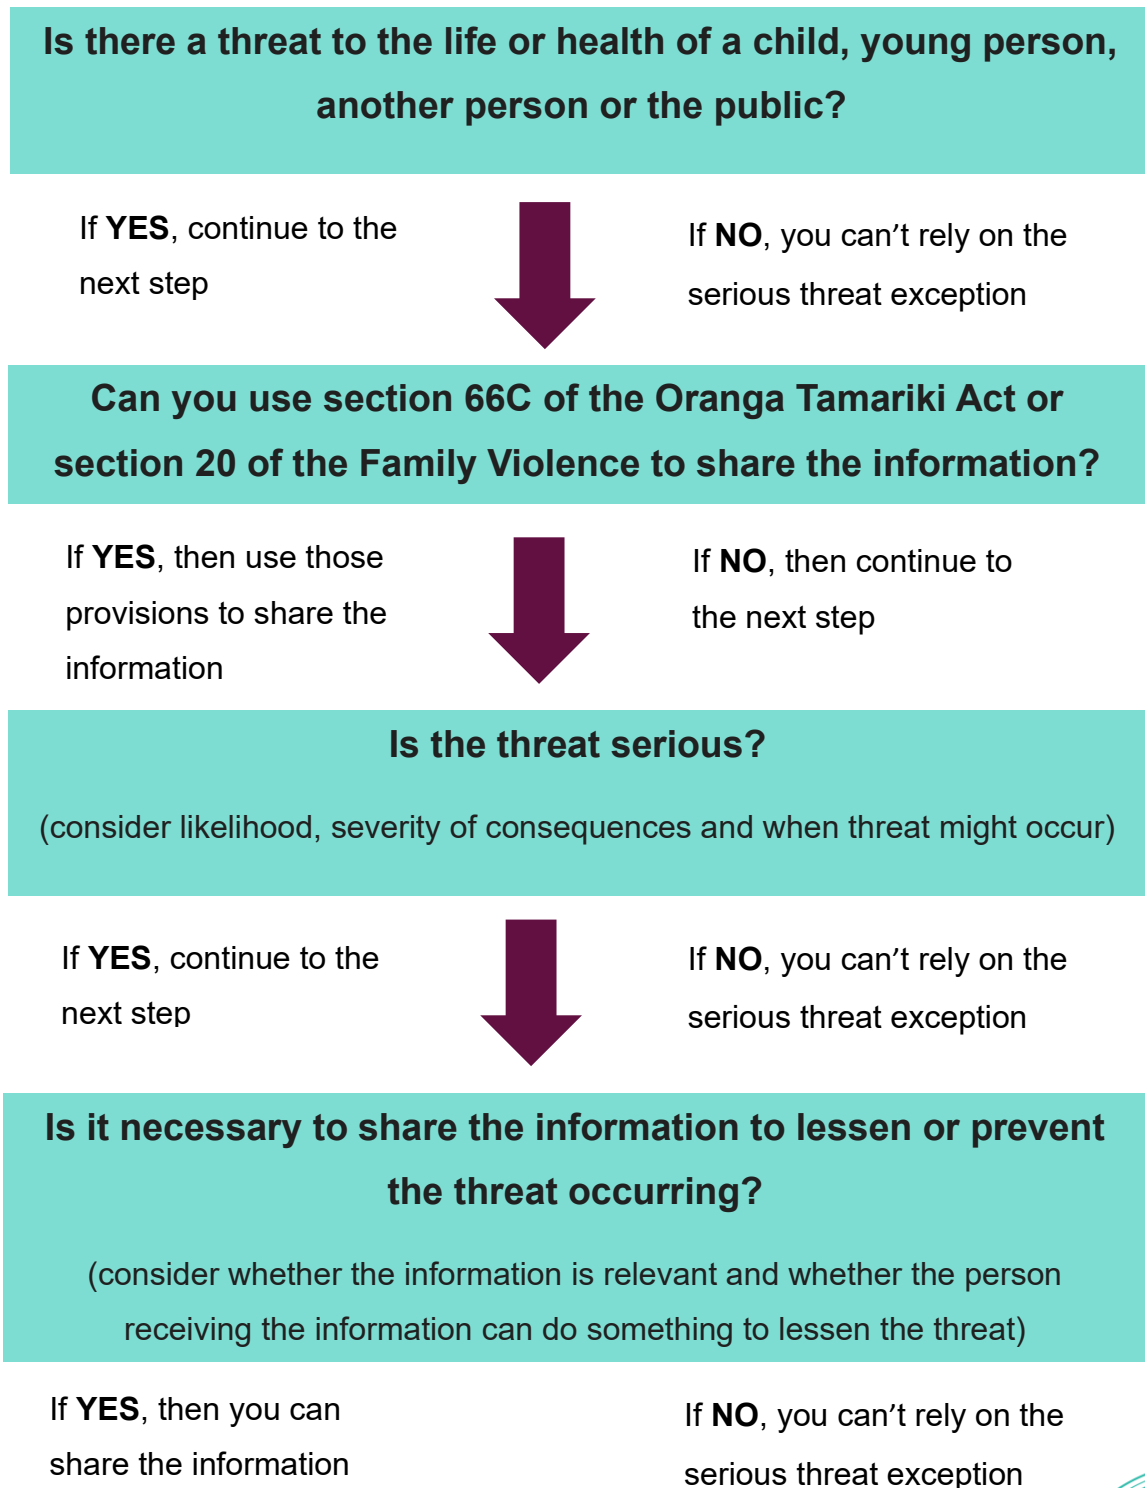 Is there a threat to the life or health of a child, young person,
another person or the public?
If YES, continue to the
next step
If NO, you can’t rely on the
serious threat exception
Can you use section 66C of the Oranga Tamariki Act or
section 20 of the Family Violence to share the information?
If YES, then use those
provisions to share the
information
If NO, then continue to
the next step
Is the threat serious?
(consider likelihood, severity of consequences and when threat might occur)
If YES, continue to the
next step
If NO, you can’t rely on the
serious threat exception
Is it necessary to share the information to lessen or prevent
the threat occurring?
(consider whether the information is relevant and whether the person
receiving the information can do something to lessen the threat)
If YES, then you can
share the information
If NO, you can’t rely on the
serious threat exception